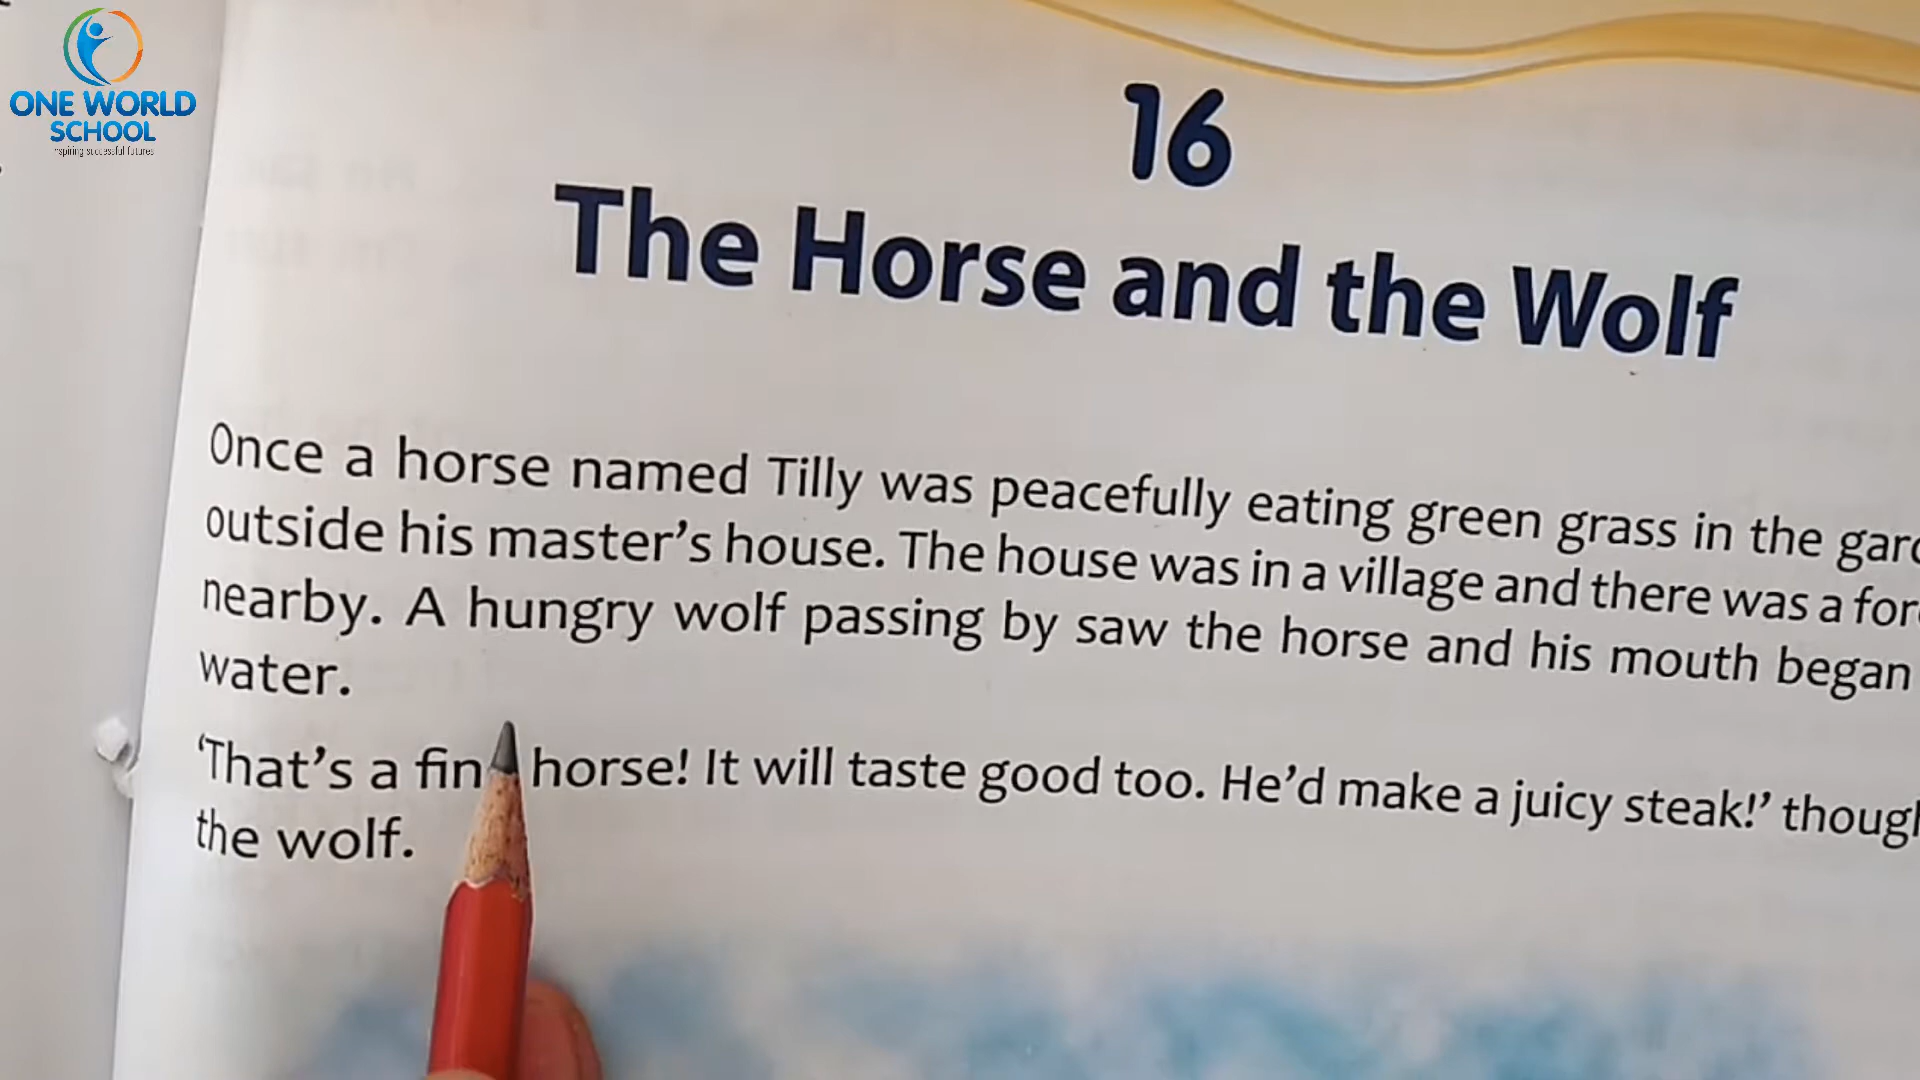 ONE WORLD
SCHOOL
nspiring successful futures
16
The Horse and the Wolf
Once a horse named Tilly was peacefully eating green grass in the
outside his master's house. The house was in a village and there was a
nearby. A hungry wolf passing by saw the horse and his mouth began
water.
‘That's a horse! It will taste good too. He'd make a juicy steak!’
the wolf.